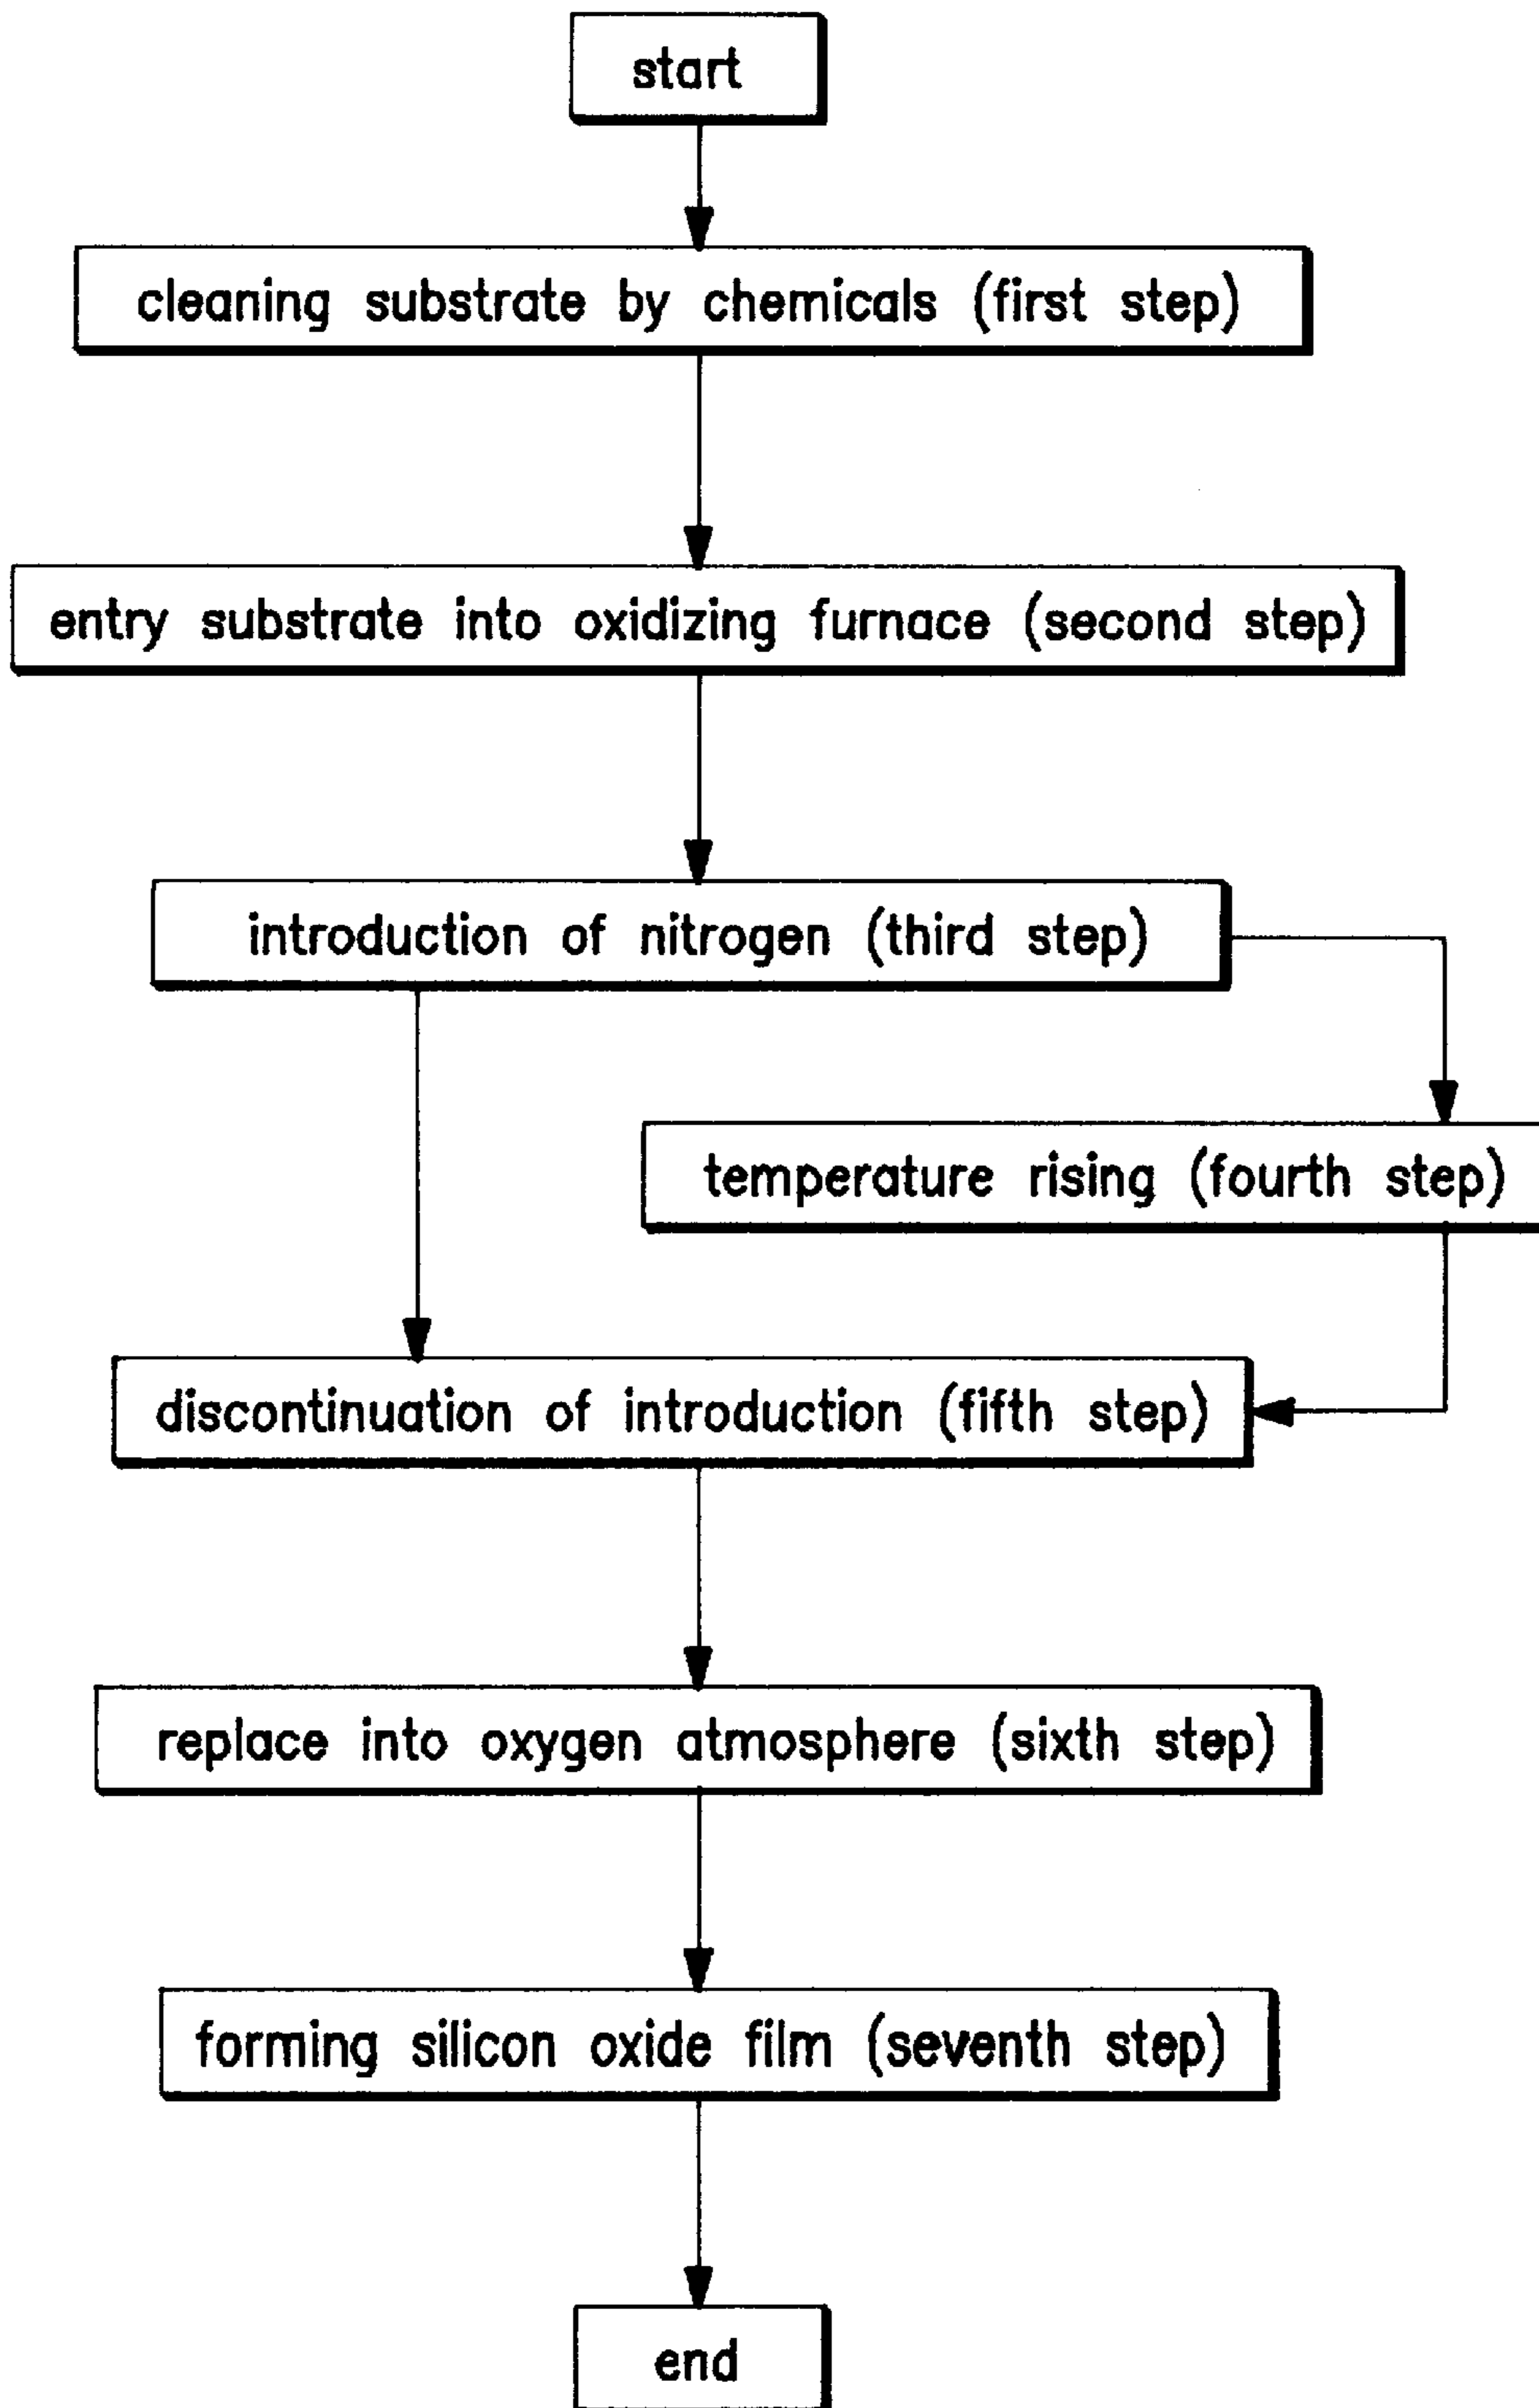 start
cleaning substrate by chemicals (first step)
entry substrate into oxidizing furnace (second step)
introduction of nitrogen (third step)
temperature rising (fourth step)
discontinuation of introduction (fifth step)
replace into oxygen atmosphere (sixth step)
forming silicon oxide film (seventh step)
end